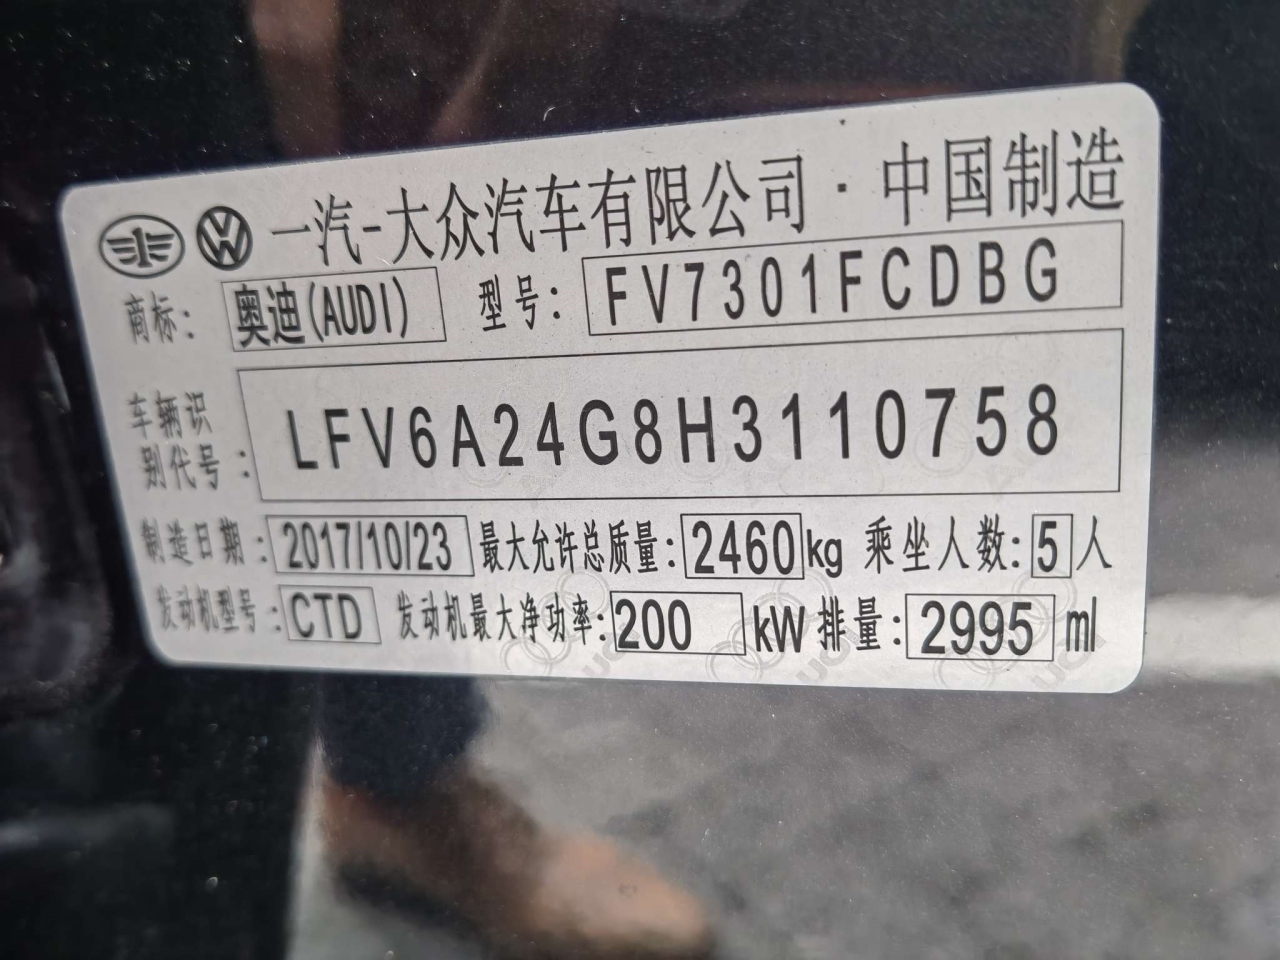 一汽-大众汽车有限公司·中国制造
商标: 奥迪(AUDI) 型号: FV7301FCDBG
车辆识
别代号: LFV6A24G8H3110758
制造日期: 2017/10/23 最大允许总质量: 2460kg 乘坐人数: 5人
发动机型号: CTD 发动机最大净功率: 200 kW 排量: 2995 ml